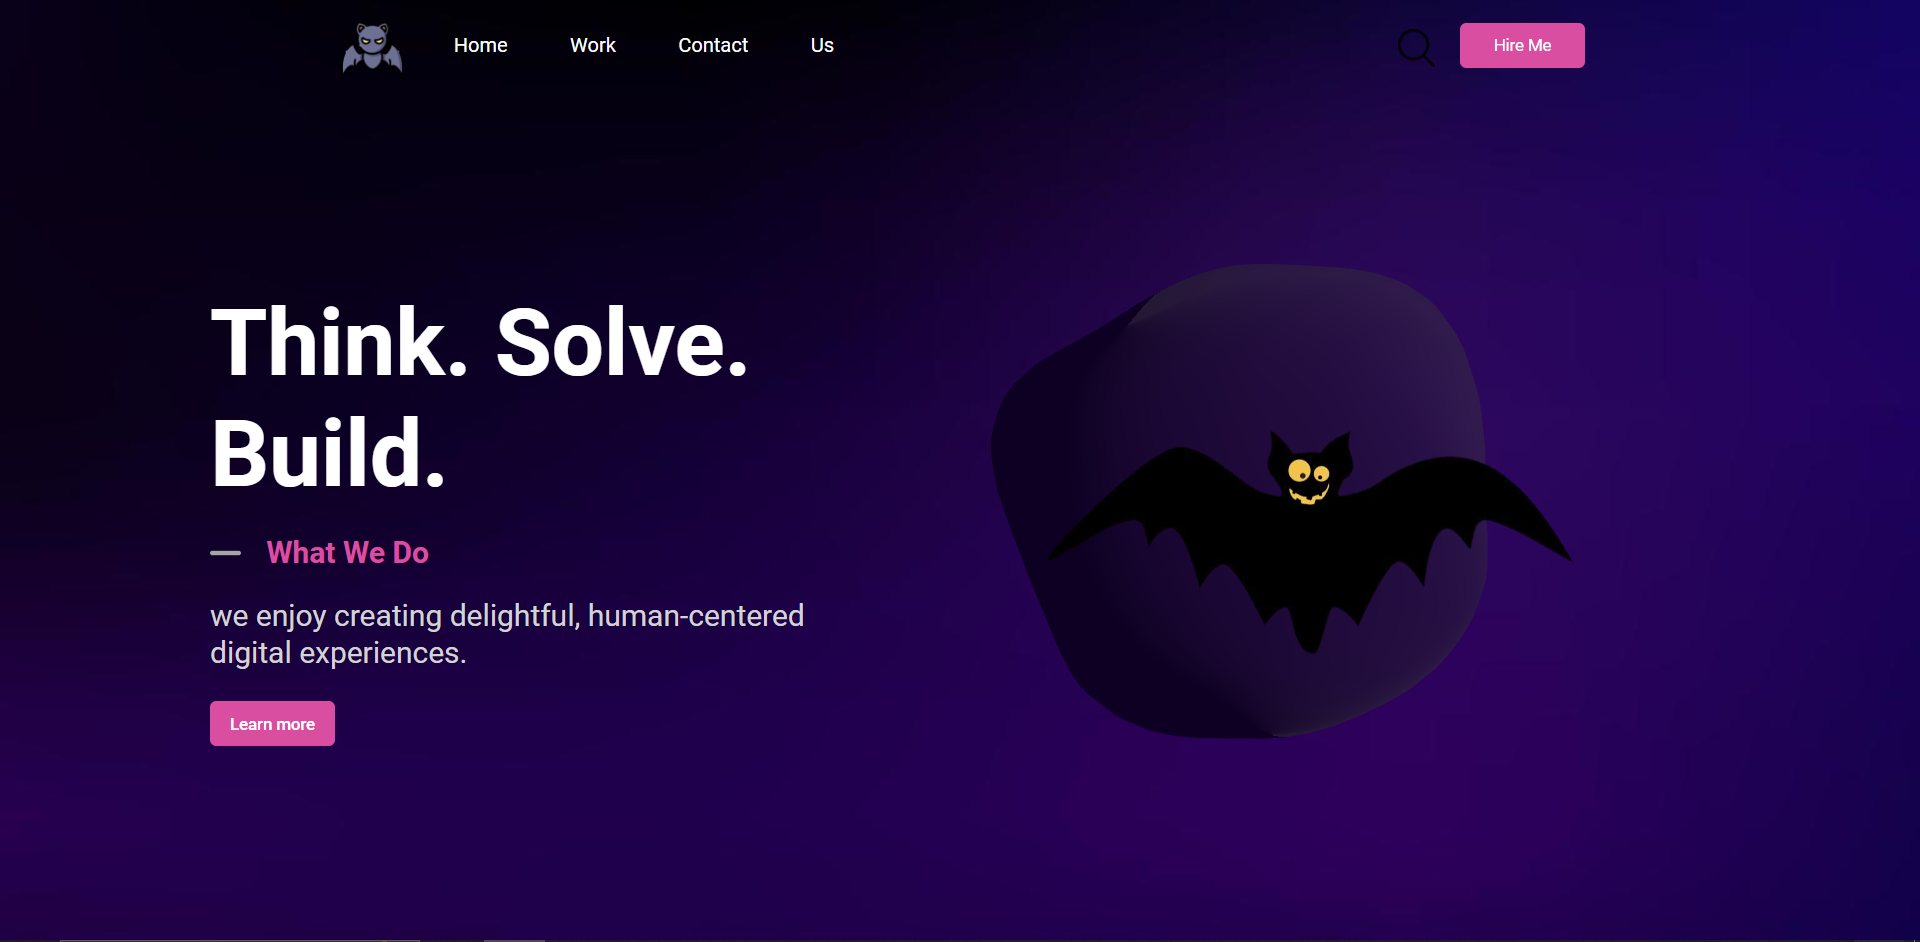 Home Work Contact Us Hire Me
Think. Solve.
Build.
What We Do
we enjoy creating delightful, human-centered
digital experiences.
Learn more